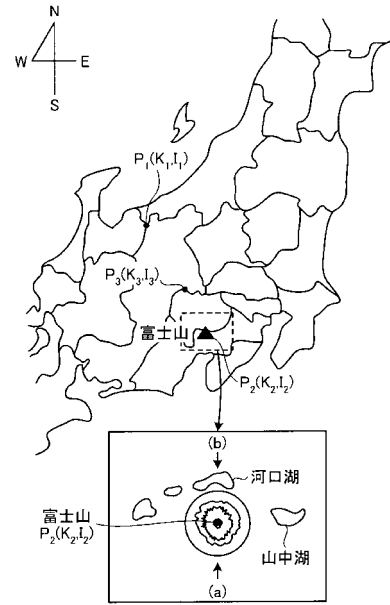 N
W E
S
P₁(K₁,I₁)
P₃(K₃,I₃)
富士山
P₂(K₂,I₂)
(b)
河口湖
富士山
P₂(K₂,I₂)
山中湖
(a)